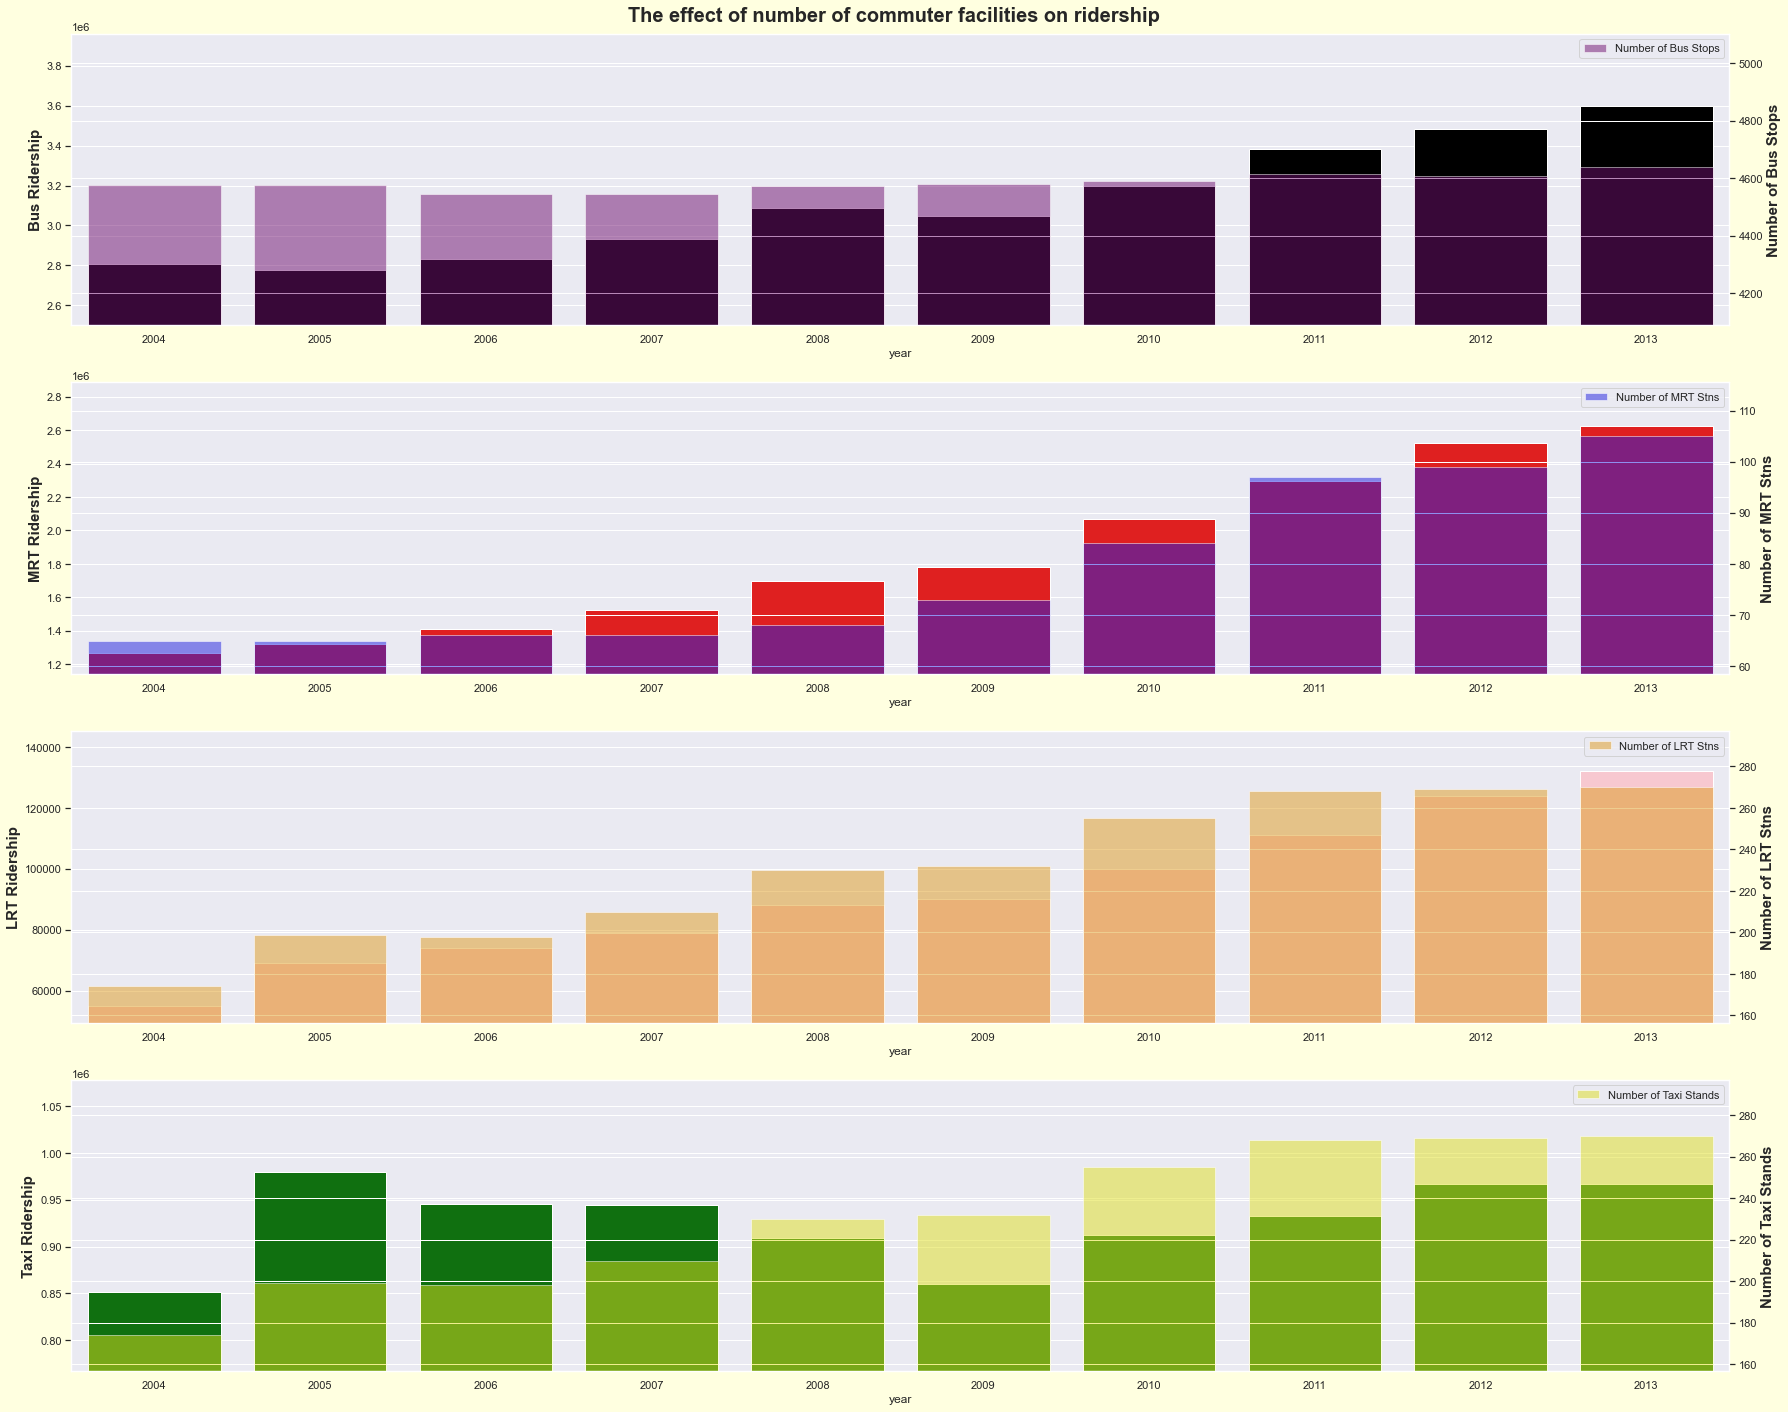 The effect of number of commuter facilities on ridership
1e6
Number of Bus Stops
3.8
3.6
3.4
3.2
3.0
2.8
2.6
Bus Ridership
5000
4800
4600
4400
4200
Number of Bus Stops
2004 2005 2006 2007 2008 2009 2010 2011 2012 2013
year
1e6
Number of MRT Stns
2.8
2.6
2.4
2.2
2.0
1.8
1.6
1.4
1.2
MRT Ridership
110
100
90
80
70
60
Number of MRT Stns
2004 2005 2006 2007 2008 2009 2010 2011 2012 2013
year
Number of LRT Stns
140000
120000
100000
80000
60000
LRT Ridership
280
260
240
220
200
180
160
Number of LRT Stns
2004 2005 2006 2007 2008 2009 2010 2011 2012 2013
year
1e6
Number of Taxi Stands
1.05
1.00
0.95
0.90
0.85
0.80
Taxi Ridership
280
260
240
220
200
180
160
Number of Taxi Stands
2004 2005 2006 2007 2008 2009 2010 2011 2012 2013
year